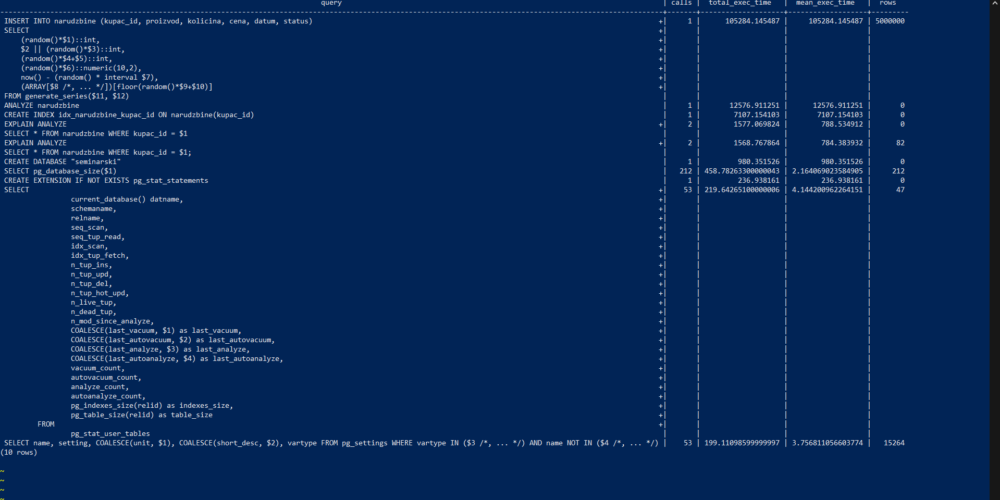 query | calls | total_exec_time | mean_exec_time | rows
-------------------------------------------------------------------------------------------------------------------------------------------------------------+-------+--------------------+-------------------+---------
INSERT INTO narudzbine (kupac_id, proizvod, kolicina, cena, datum, status) +| 1 | 105284.145487 | 105284.145487 | 5000000
SELECT +| | | |
(random()*$1)::int, +| | | |
$2 || (random()*$3)::int, +| | | |
(random()*$4+$5)::int, +| | | |
(random()*$6)::numeric(10,2), +| | | |
now() - (random() * interval $7), +| | | |
(ARRAY[$8 /*, ... */])[floor(random()*$9+$10)] +| | | |
FROM generate_series($11, $12) | | | |
ANALYZE narudzbine | 1 | 12576.911251 | 12576.911251 | 0
CREATE INDEX idx_narudzbine_kupac_id ON narudzbine(kupac_id) | 1 | 7107.154103 | 7107.154103 | 0
EXPLAIN ANALYZE +| 2 | 1577.069824 | 788.534912 | 0
SELECT * FROM narudzbine WHERE kupac_id = $1 | | | |
EXPLAIN ANALYZE +| 2 | 1568.767864 | 784.383932 | 82
SELECT * FROM narudzbine WHERE kupac_id = $1; | | | |
CREATE DATABASE "seminarski" | 1 | 980.351526 | 980.351526 | 0
SELECT pg_database_size($1) | 212 | 458.78263300000043 | 2.164069023584905 | 212
CREATE EXTENSION IF NOT EXISTS pg_stat_statements | 1 | 236.938161 | 236.938161 | 0
SELECT +| 53 | 219.64265100000006 | 4.144200962264151 | 47
current_database() datname, +| | | |
schemaname, +| | | |
relname, +| | | |
seq_scan, +| | | |
seq_tup_read, +| | | |
idx_scan, +| | | |
idx_tup_fetch, +| | | |
n_tup_ins, +| | | |
n_tup_upd, +| | | |
n_tup_del, +| | | |
n_tup_hot_upd, +| | | |
n_live_tup, +| | | |
n_dead_tup, +| | | |
n_mod_since_analyze, +| | | |
COALESCE(last_vacuum, $1) as last_vacuum, +| | | |
COALESCE(last_autovacuum, $2) as last_autovacuum, +| | | |
COALESCE(last_analyze, $3) as last_analyze, +| | | |
COALESCE(last_autoanalyze, $4) as last_autoanalyze, +| | | |
vacuum_count, +| | | |
autovacuum_count, +| | | |
analyze_count, +| | | |
autoanalyze_count, +| | | |
pg_indexes_size(relid) as indexes_size, +| | | |
pg_table_size(relid) as table_size +| | | |
FROM +| | | |
pg_stat_user_tables | | | |
SELECT name, setting, COALESCE(unit, $1), COALESCE(short_desc, $2), vartype FROM pg_settings WHERE vartype IN ($3 /*, ... */) AND name NOT IN ($4 /*, ... */) | 53 | 199.11098599999997 | 3.756811056603774 | 15264
(10 rows)
~
~
~
~